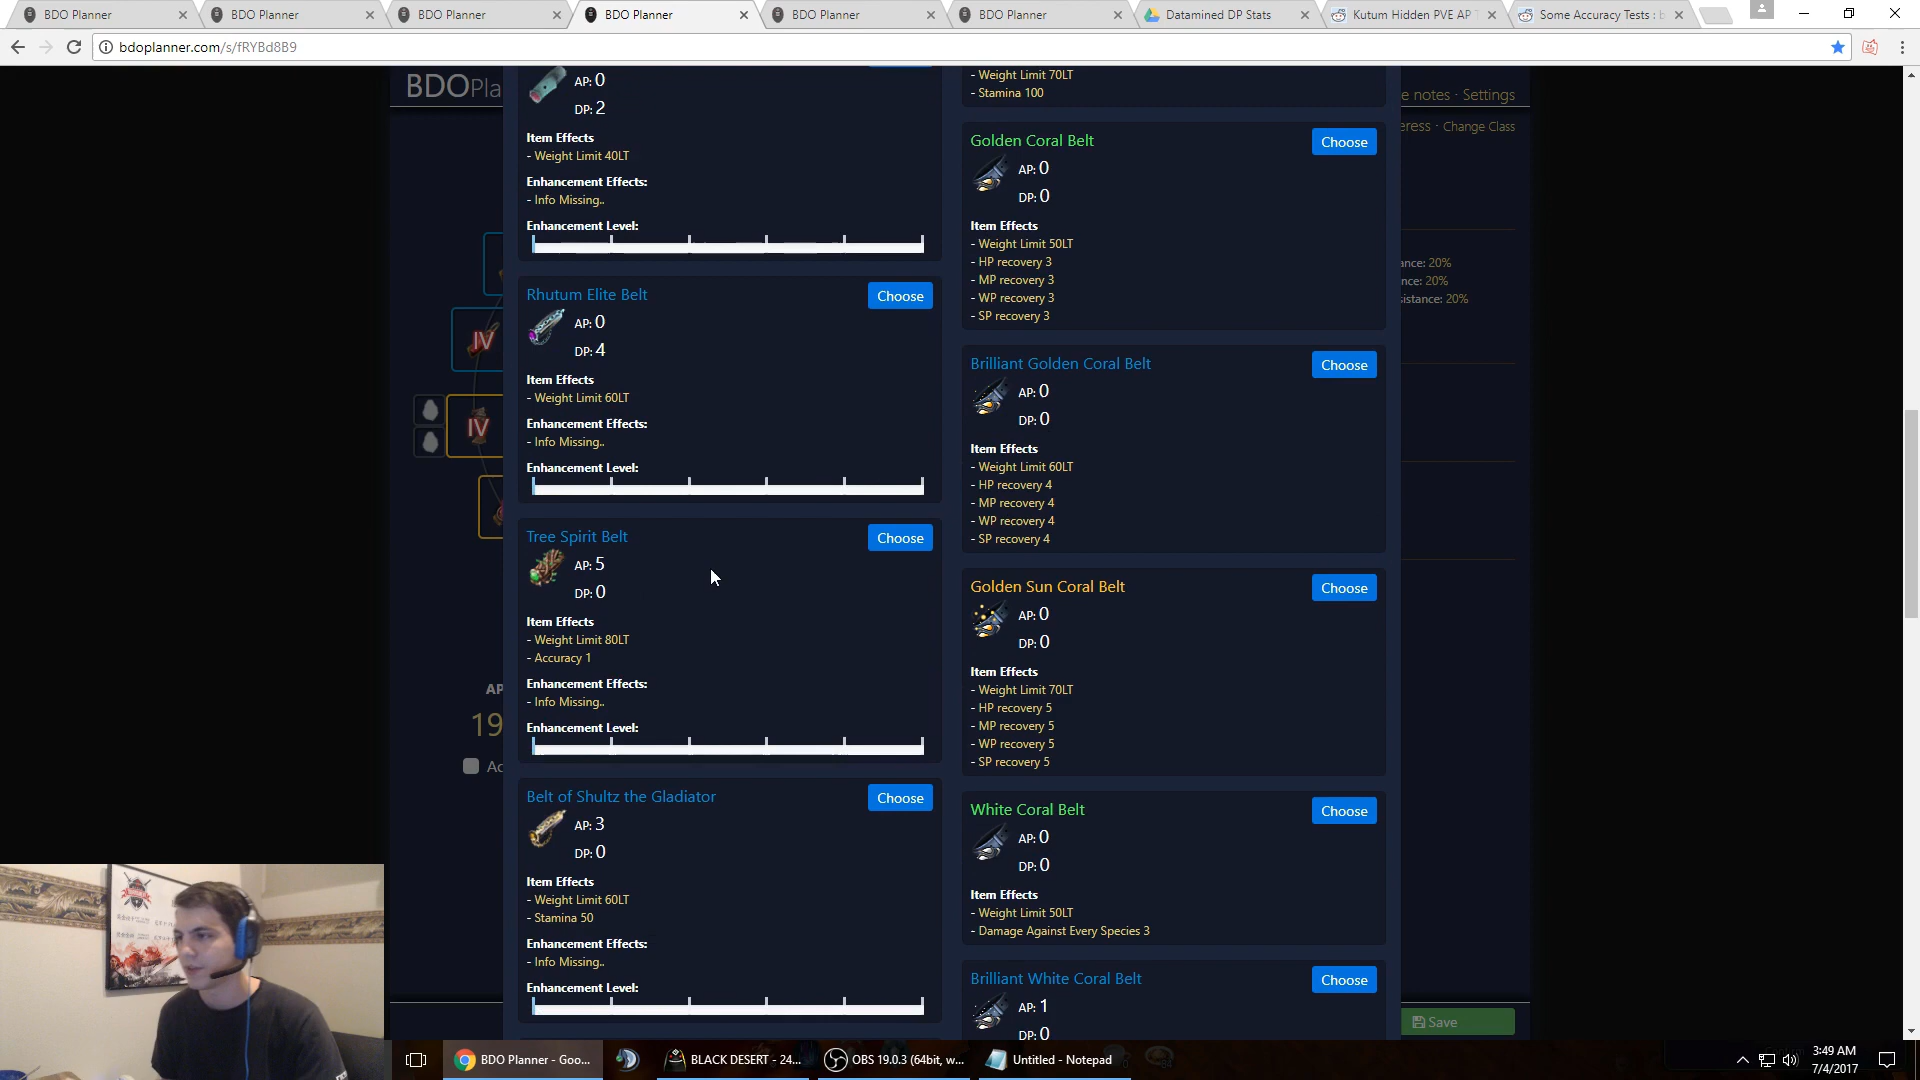 BDO Planner
BDO Planner
BDO Planner
BDO Planner
BDO Planner
BDO Planner
Datamined DP Stats
Kutum Hidden PVE AP
Some Accuracy Tests :
bdoplanner.com/s/fRYBd8B9
BDOPla
e notes · Settings
eress · Change Class
ance: 20%
ance: 20%
sistance: 20%
IV
IV
AP
19
Ac
AP: 0
DP: 2
Item Effects
- Weight Limit 40LT
Enhancement Effects:
- Info Missing..
Enhancement Level:
Rhutum Elite Belt
Choose
AP: 0
DP: 4
Item Effects
- Weight Limit 60LT
Enhancement Effects:
- Info Missing..
Enhancement Level:
Tree Spirit Belt
Choose
AP: 5
DP: 0
Item Effects
- Weight Limit 80LT
- Accuracy 1
Enhancement Effects:
- Info Missing..
Enhancement Level:
Belt of Shultz the Gladiator
Choose
AP: 3
DP: 0
Item Effects
- Weight Limit 60LT
- Stamina 50
Enhancement Effects:
- Info Missing..
Enhancement Level:
- Weight Limit 70LT
- Stamina 100
Golden Coral Belt
Choose
AP: 0
DP: 0
Item Effects
- Weight Limit 50LT
- HP recovery 3
- MP recovery 3
- WP recovery 3
- SP recovery 3
Brilliant Golden Coral Belt
Choose
AP: 0
DP: 0
Item Effects
- Weight Limit 60LT
- HP recovery 4
- MP recovery 4
- WP recovery 4
- SP recovery 4
Golden Sun Coral Belt
Choose
AP: 0
DP: 0
Item Effects
- Weight Limit 70LT
- HP recovery 5
- MP recovery 5
- WP recovery 5
- SP recovery 5
White Coral Belt
Choose
AP: 0
DP: 0
Item Effects
- Weight Limit 50LT
- Damage Against Every Species 3
Brilliant White Coral Belt
Choose
AP: 1
DP: 0
Save
BDO Planner - Goo...
BLACK DESERT - 24...
OBS 19.0.3 (64bit, w...
Untitled - Notepad
3:49 AM
7/4/2017